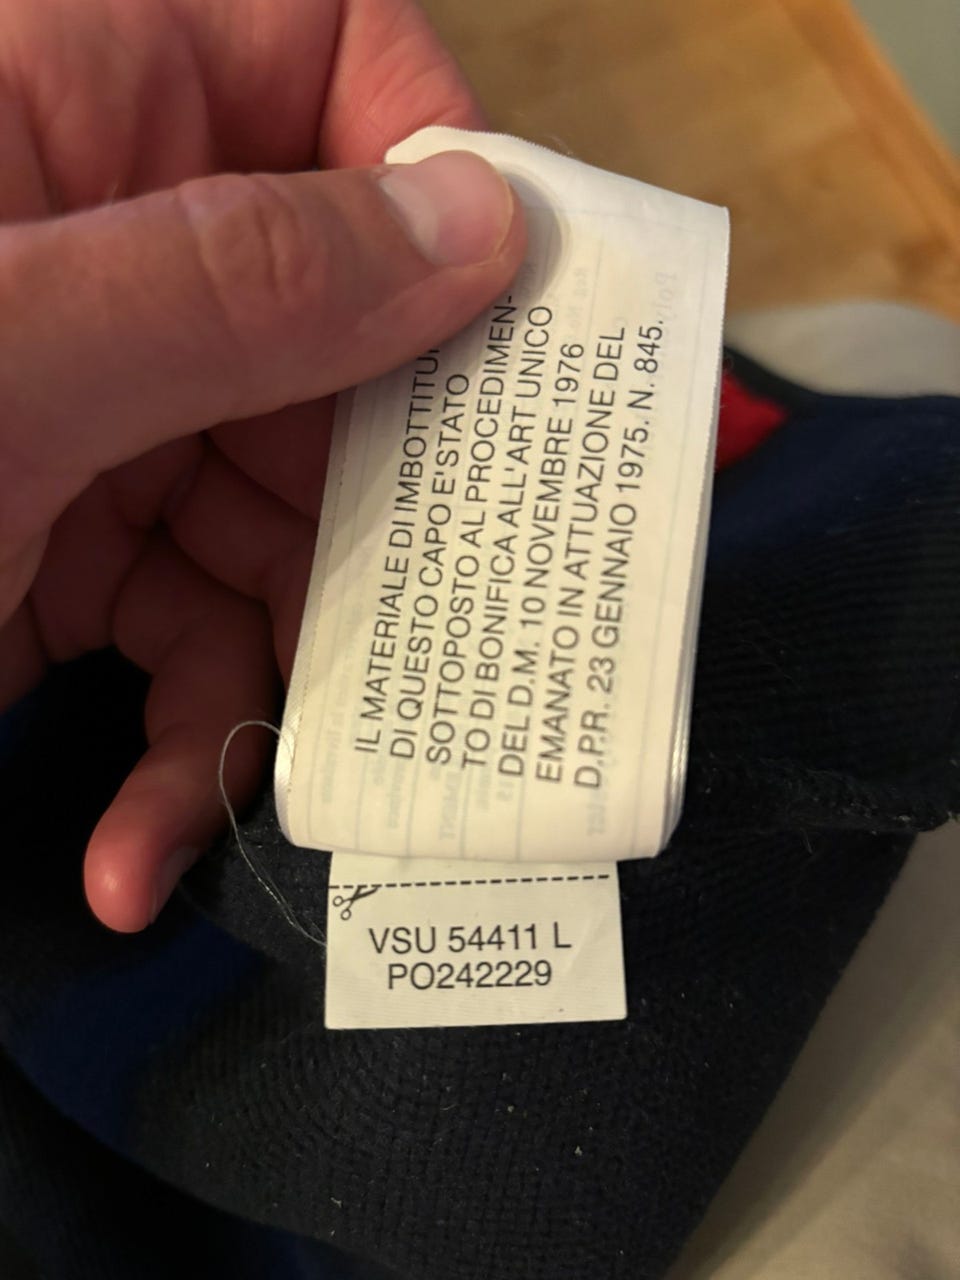 IL MATERIALE DI IMBOTTITU
DI QUESTO CAPO E' STATO
SOTTOPOSTO AL PROCEDIMEN-
TO DI BONIFICA ALL'ART UNICO
DEL D.M. 10 NOVEMBRE 1976
EMANATO IN ATTUAZIONE DEL
D.P.R. 23 GENNAIO 1975. N. 845.
VSU 54411 L
PO242229